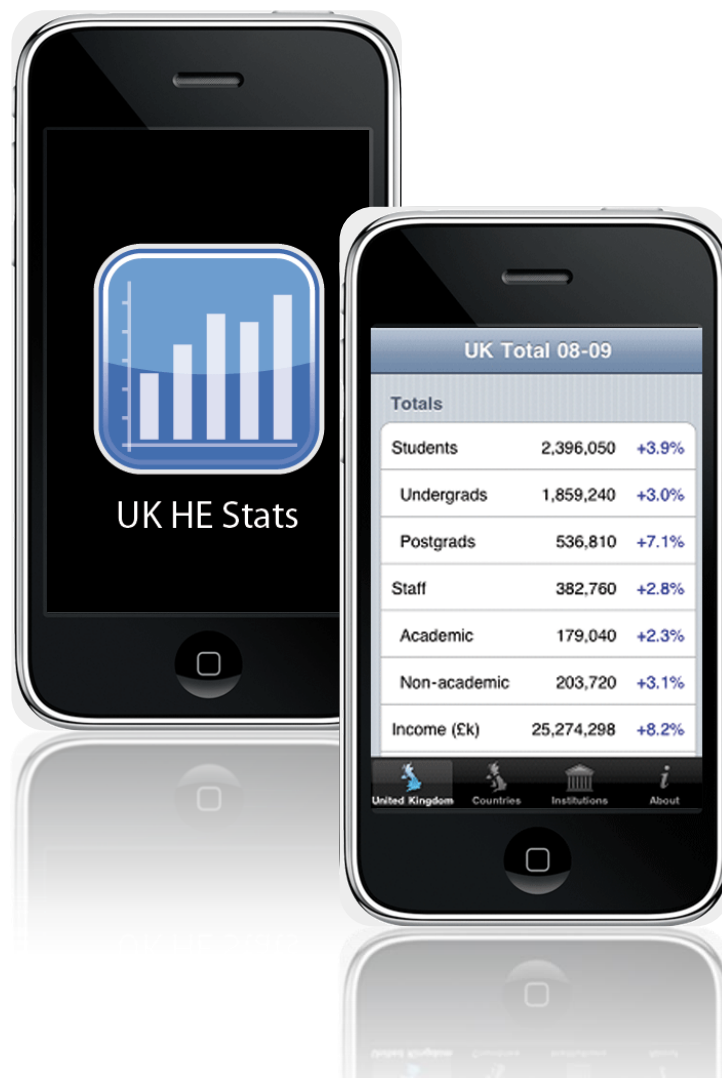 UK HE Stats
UK Total 08-09
Totals
Students 2,396,050 +3.9%
Undergrads 1,859,240 +3.0%
Postgrads 536,810 +7.1%
Staff 382,760 +2.8%
Academic 179,040 +2.3%
Non-academic 203,720 +3.1%
Income (£k) 25,274,298 +8.2%
United Kingdom Countries Institutions About